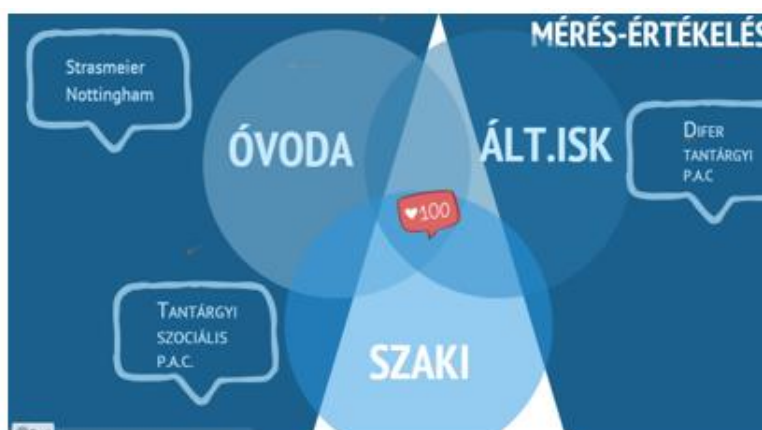 MÉRÉS-ÉRTÉKELÉS
Strasmeier
Nottingham
ÓVODA
ÁLT.ISK
DIFER
TANTÁRGYI
P.A.C
100
TANTÁRGYI
SZOCIÁLIS
P.A.C.
SZAKI